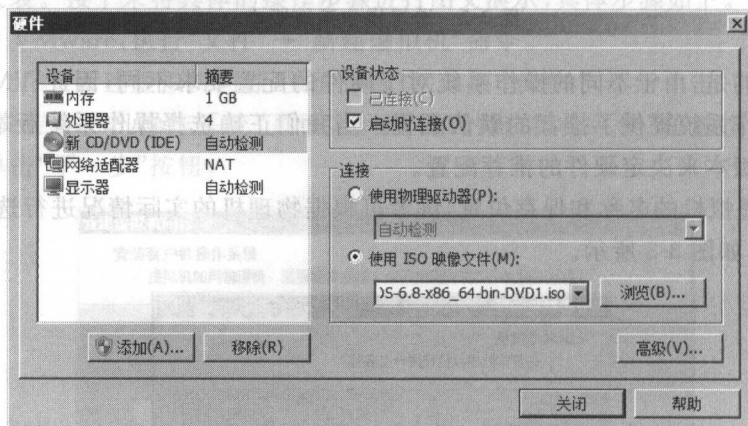 硬件
设备 摘要
内存 1 GB
处理器 4
新 CD/DVD (IDE) 自动检测
网络适配器 NAT
显示器 自动检测
添加(A)... 移除(R)
设备状态
已连接(C)
启动时连接(O)
连接
使用物理驱动器(P):
自动检测
使用 ISO 映像文件(M):
OS-6.8-x86_64-bin-DVD1.iso 浏览(B)...
高级(V)...
关闭 帮助